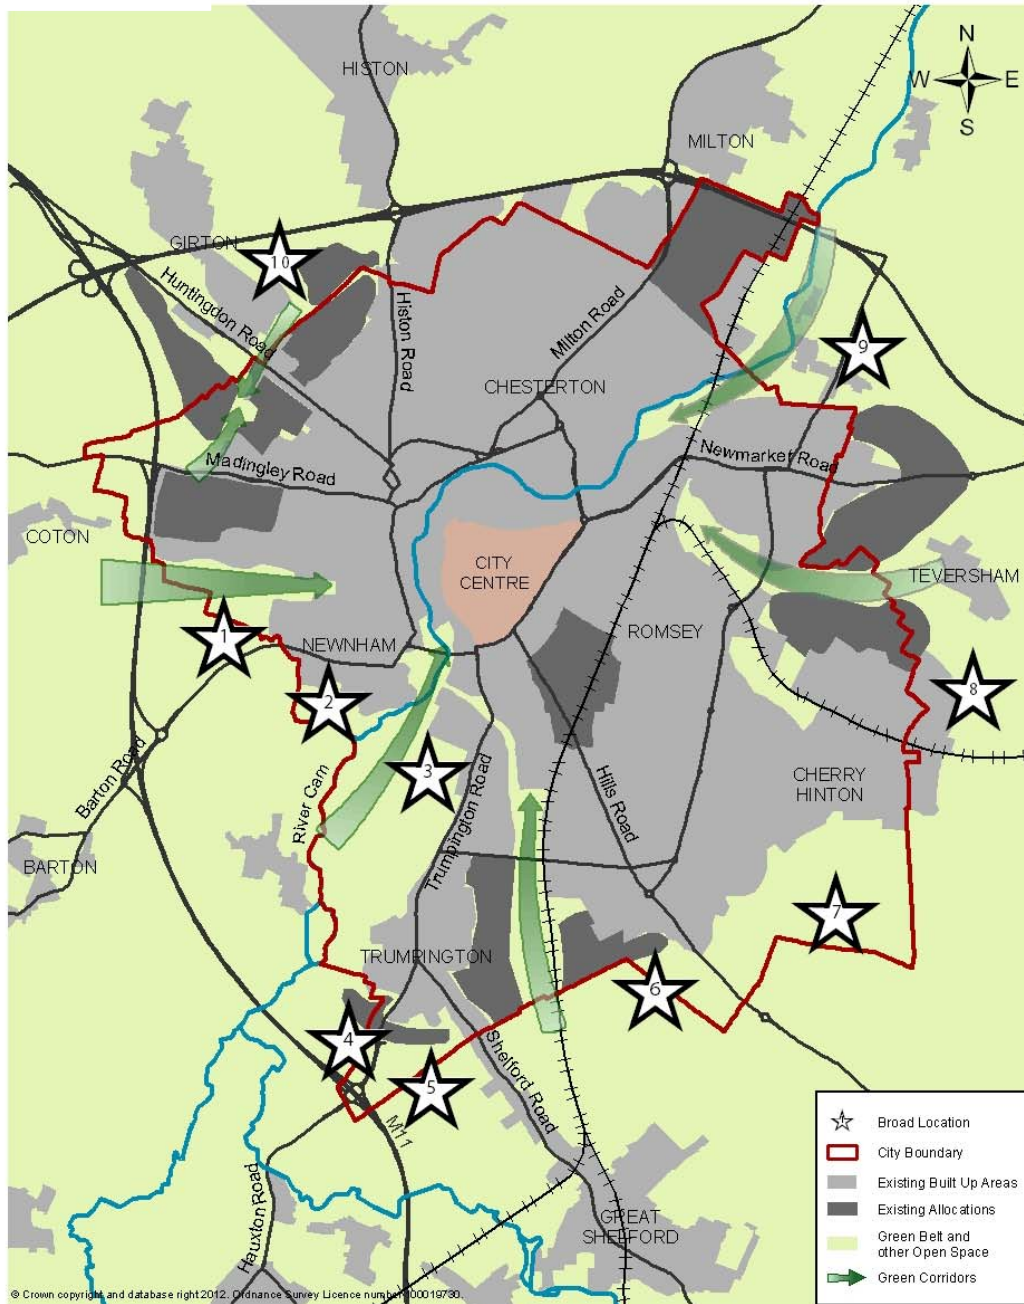 N
W E
S
HISTON
MILTON
GIRTON
10
Huntingdon Road
Histon Road
Milton Road
9
CHESTERTON
Madingley Road
Newmarket Road
COTON
CITY
CENTRE
TEVERSHAM
1
NEWNHAM
ROMSEY
2
8
3
Barton Road
River Cam
Trumpington Road
Hills Road
CHERRY
HINTON
BARTON
7
TRUMPINGTON
6
4
5
Shelford Road
M11
Hauxton Road
GREAT
SHELFORD
Broad Location
City Boundary
Existing Built Up Areas
Existing Allocations
Green Belt and
other Open Space
Green Corridors
© Crown copyright and database right 2012. Ordnance Survey Licence number 100019730.